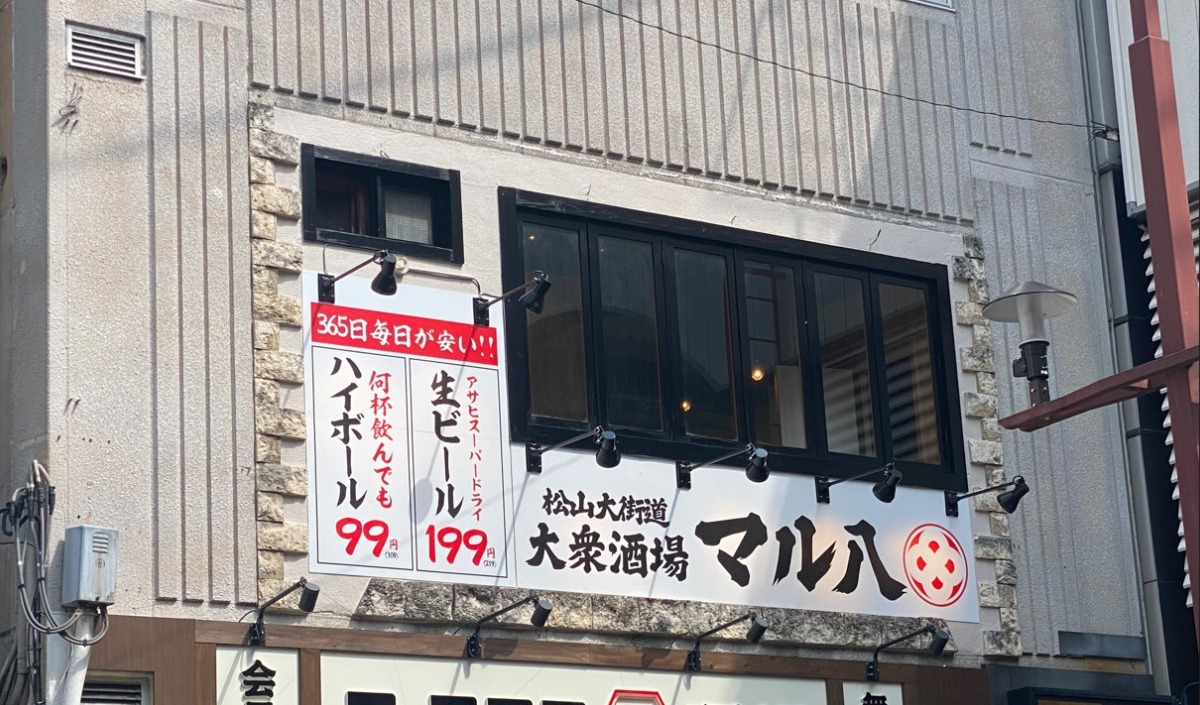 365日毎日が安い!!
アサヒスーパードライ
生ビール
199円
(219)
何杯飲んでも
ハイボール
99円
(109)
松山大街道
大衆酒場
マル八
会